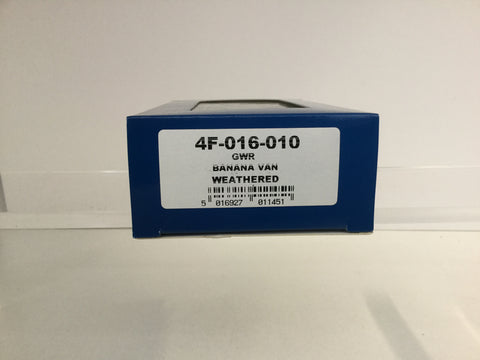 4F-016-010
GWR
BANANA VAN
WEATHERED
5 016927 011451